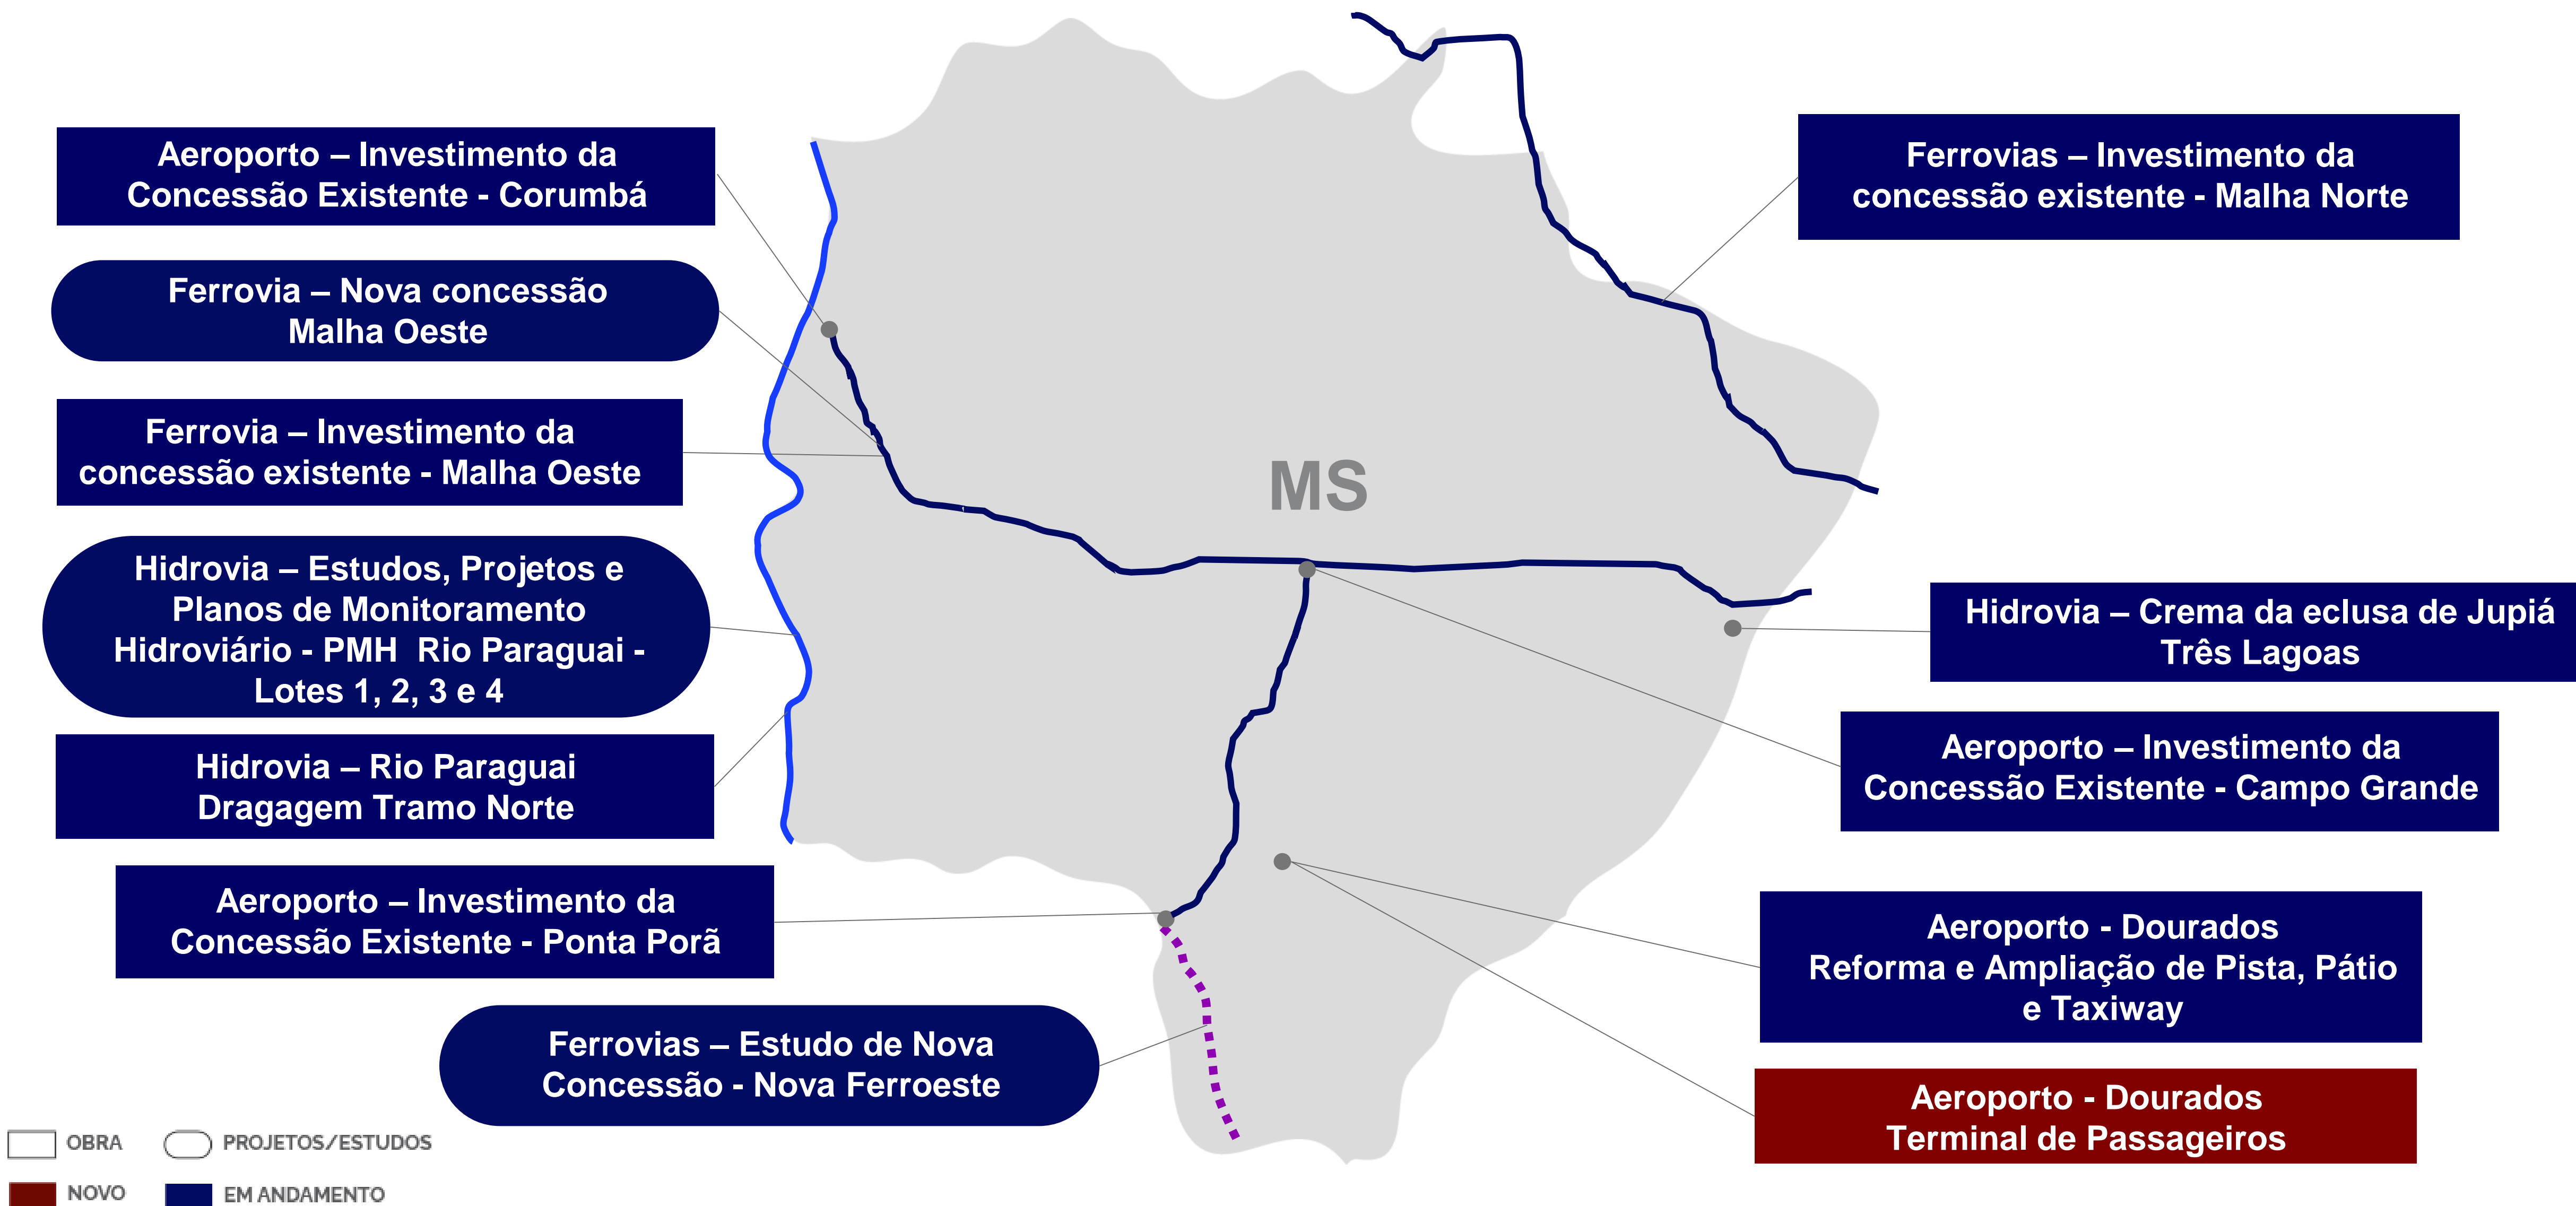 Aeroporto – Investimento da
Concessão Existente - Corumbá
Ferrovia – Nova concessão
Malha Oeste
Ferrovia – Investimento da
concessão existente - Malha Oeste
Hidrovia – Estudos, Projetos e
Planos de Monitoramento
Hidroviário - PMH  Rio Paraguai -
Lotes 1, 2, 3 e 4
Hidrovia – Rio Paraguai
Dragagem Tramo Norte
Aeroporto – Investimento da
Concessão Existente - Ponta Porã
Ferrovias – Estudo de Nova
Concessão - Nova Ferroeste
MS
Ferrovias – Investimento da
concessão existente - Malha Norte
Hidrovia – Crema da eclusa de Jupiá
Três Lagoas
Aeroporto – Investimento da
Concessão Existente - Campo Grande
Aeroporto - Dourados
Reforma e Ampliação de Pista, Pátio
e Taxiway
Aeroporto - Dourados
Terminal de Passageiros
OBRA
PROJETOS/ESTUDOS
NOVO
EM ANDAMENTO